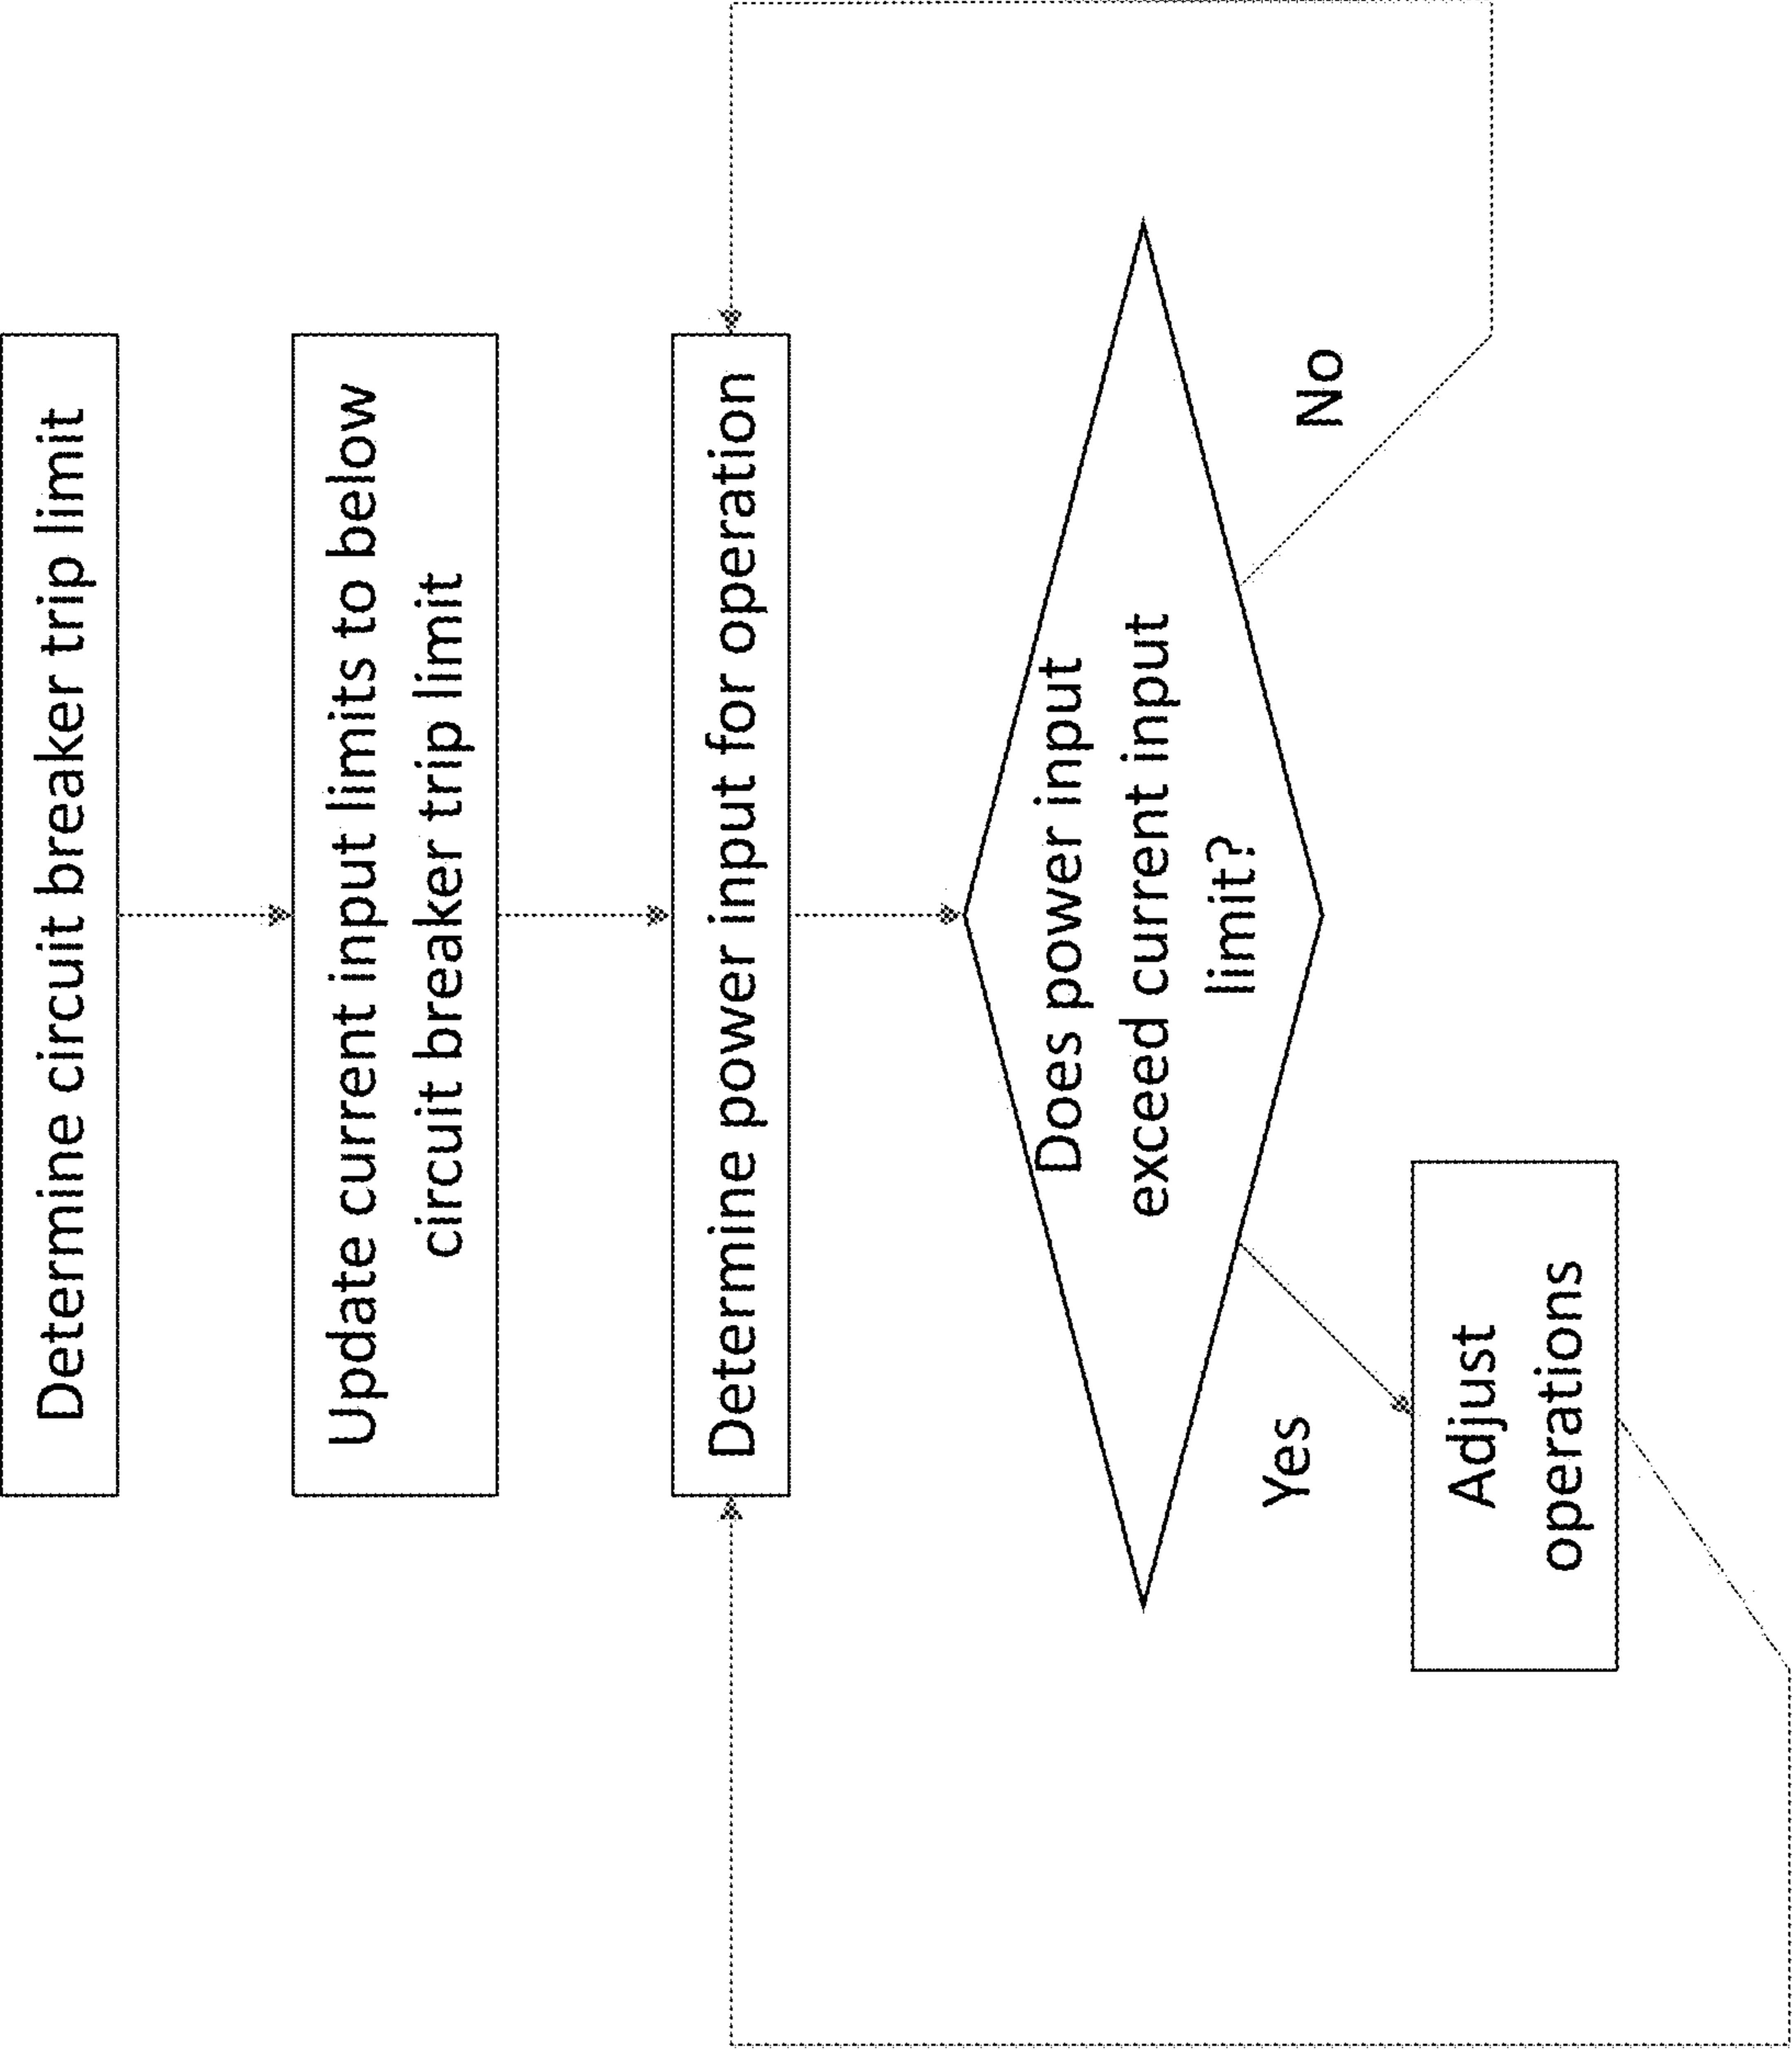 Determine circuit breaker trip limit
Update current input limits to below
circuit breaker trip limit
Determine power input for operation
Does power input
exceed current input
limit?
Yes
No
Adjust
operations